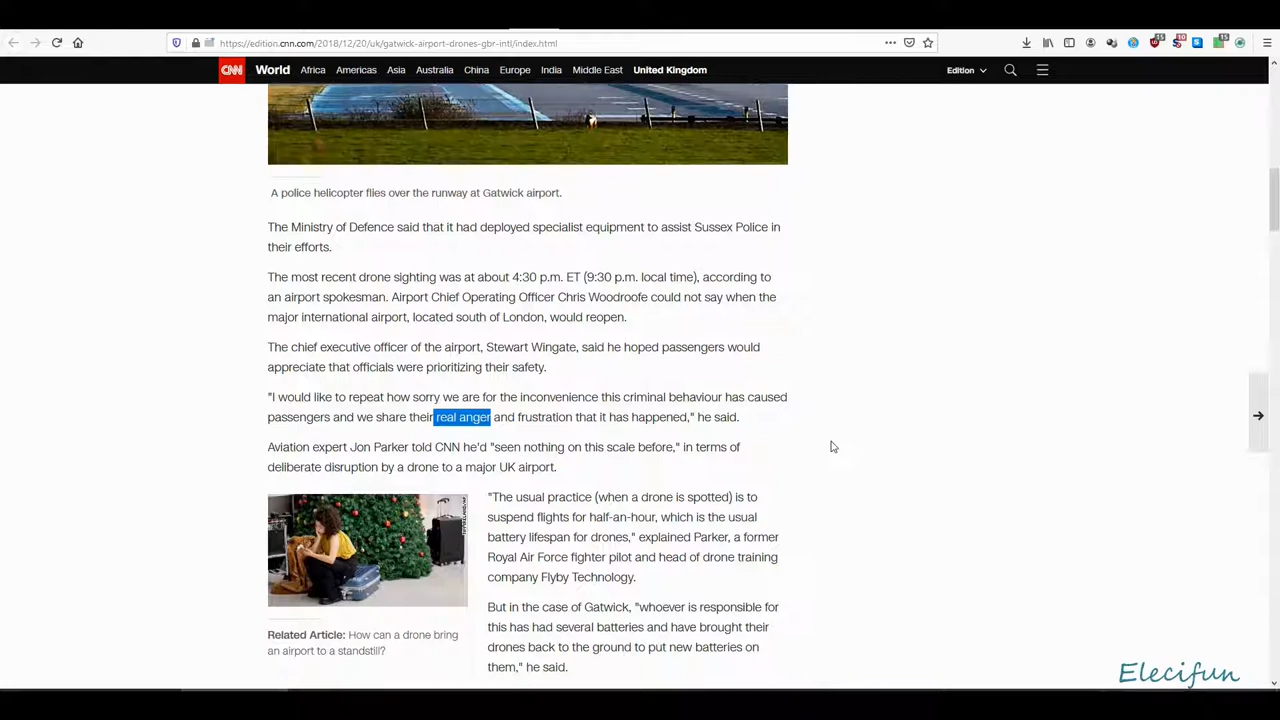 https://edition.cnn.com/2018/12/20/uk/gatwick-airport-drones-gbr-intl/index.html
15
10
15
CNN World Africa Americas Asia Australia China Europe India Middle East United Kingdom Edition
A police helicopter flies over the runway at Gatwick airport.
The Ministry of Defence said that it had deployed specialist equipment to assist Sussex Police in
their efforts.
The most recent drone sighting was at about 4:30 p.m. ET (9:30 p.m. local time), according to
an airport spokesman. Airport Chief Operating Officer Chris Woodroofe could not say when the
major international airport, located south of London, would reopen.
The chief executive officer of the airport, Stewart Wingate, said he hoped passengers would
appreciate that officials were prioritizing their safety.
"I would like to repeat how sorry we are for the inconvenience this criminal behaviour has caused
passengers and we share their real anger and frustration that it has happened," he said.
Aviation expert Jon Parker told CNN he'd "seen nothing on this scale before," in terms of
deliberate disruption by a drone to a major UK airport.
"The usual practice (when a drone is spotted) is to
suspend flights for half-an-hour, which is the usual
battery lifespan for drones," explained Parker, a former
Royal Air Force fighter pilot and head of drone training
company Flyby Technology.
But in the case of Gatwick, "whoever is responsible for
this has had several batteries and have brought their
drones back to the ground to put new batteries on
them," he said.
Related Article: How can a drone bring
an airport to a standstill?
Elecifun